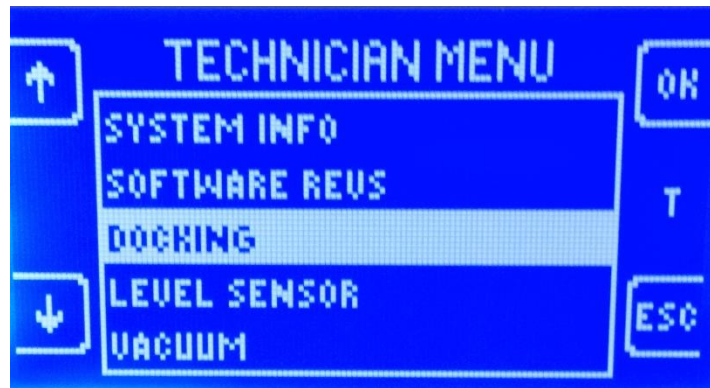 TECHNICIAN MENU
↑
OK
SYSTEM INFO
SOFTWARE REVS
T
DOCKING
LEVEL SENSOR
↓
ESC
VACUUM